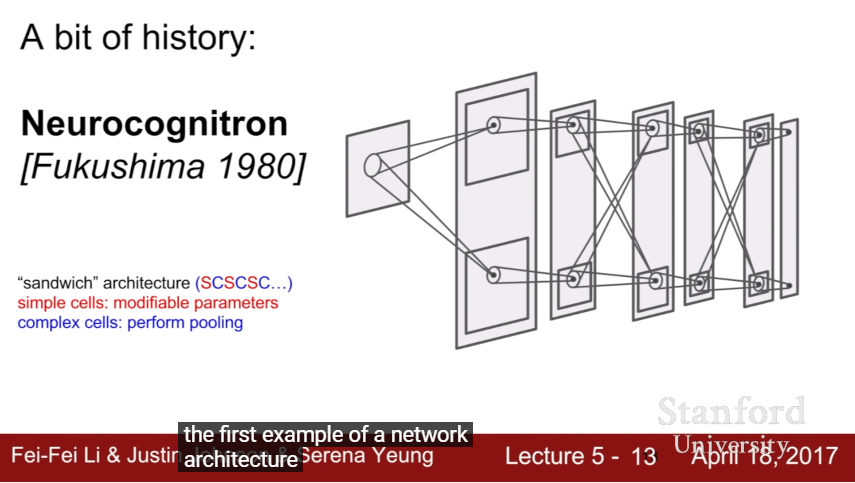 A bit of history:
Neurocognitron
[Fukushima 1980]
“sandwich” architecture (SCSCSC…)
simple cells: modifiable parameters
complex cells: perform pooling
Stanford
University
the first example of a network
architecture
Fei-Fei Li & Justin & Serena Yeung
Lecture 5 - 13
April 18, 2017